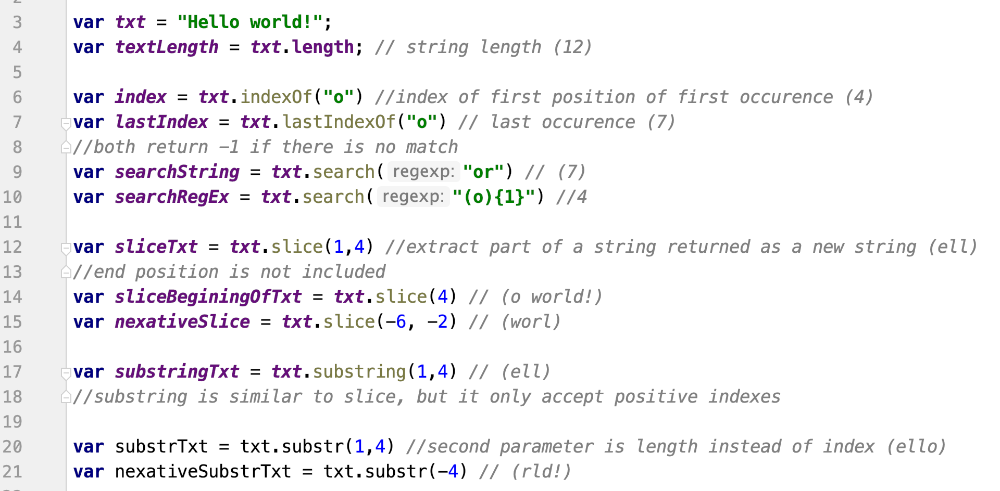 3 var txt = "Hello world!";
4 var textLength = txt.length; // string length (12)
5
6 var index = txt.indexOf("o") //index of first position of first occurence (4)
7 var lastIndex = txt.lastIndexOf("o") // last occurence (7)
8 //both return -1 if there is no match
9 var searchString = txt.search( regexp: "or") // (7)
10 var searchRegEx = txt.search( regexp: "(o){1}") //4
11
12 var sliceTxt = txt.slice(1,4) //extract part of a string returned as a new string (ell)
13 //end position is not included
14 var sliceBeginingOfTxt = txt.slice(4) // (o world!)
15 var nexativeSlice = txt.slice(-6, -2) // (worl)
16
17 var substringTxt = txt.substring(1,4) // (ell)
18 //substring is similar to slice, but it only accept positive indexes
19
20 var substrTxt = txt.substr(1,4) //second parameter is length instead of index (ello)
21 var nexativeSubstrTxt = txt.substr(-4) // (rld!)